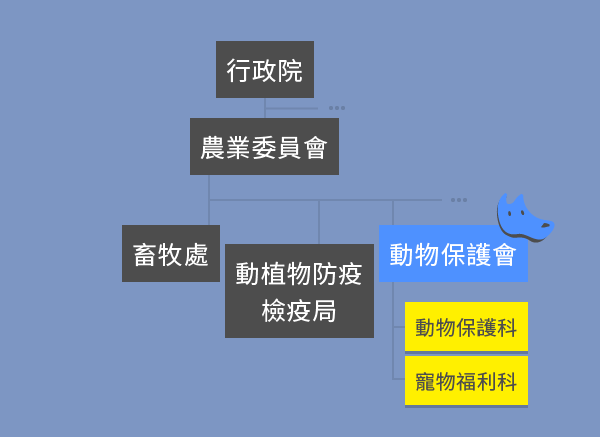 行政院
農業委員會
畜牧處
動植物防疫
檢疫局
動物保護會
動物保護科
寵物福利科